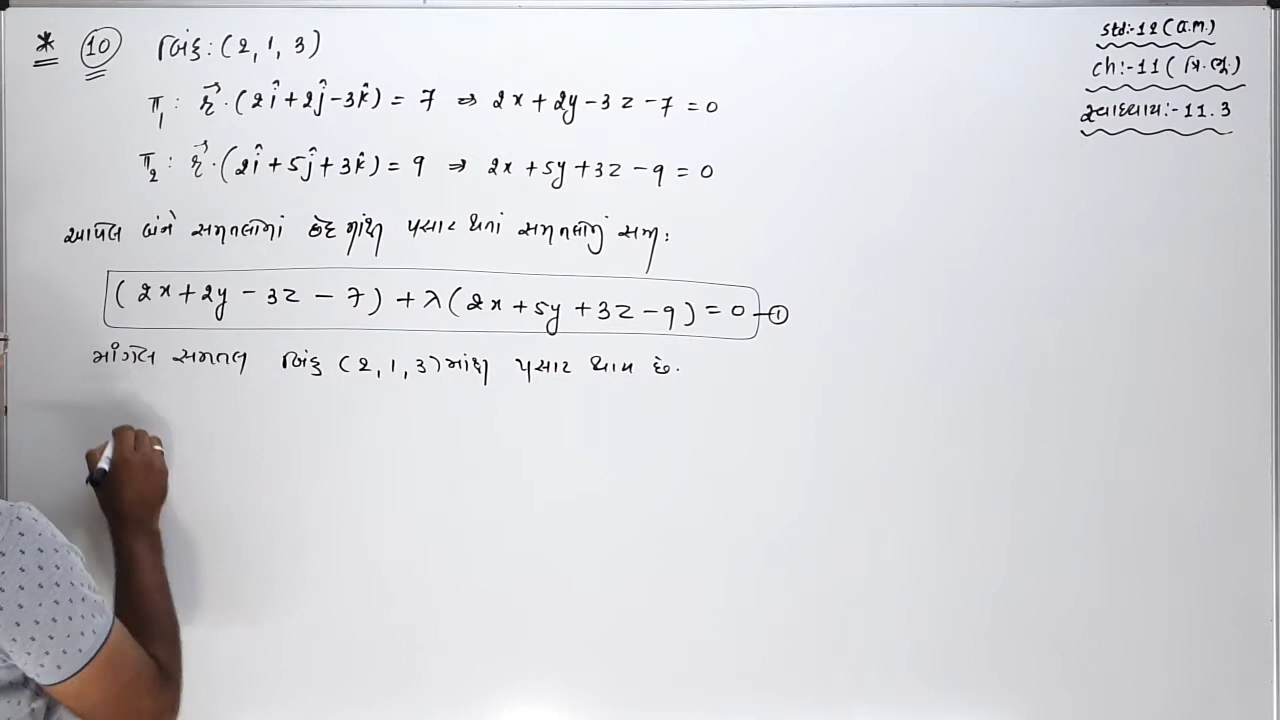 * 10 બિંદુ : (2, 1, 3)
π₁ : r⃗ · (2î + 2ĵ - 3k̂) = 7 ⇒ 2x + 2y - 3z - 7 = 0
π₂ : r⃗ · (2î + 5ĵ + 3k̂) = 9 ⇒ 2x + 5y + 3z - 9 = 0
આપેલ બંને સમતલોમાં છેદ માંથી પસાર થતાં સમતલોનું સમી :
(2x + 2y - 3z - 7) + λ(2x + 5y + 3z - 9) = 0 - ①
માંગેલ સમતલ બિંદુ (2, 1, 3) માંથી પસાર થાય છે.
Std:-12 (G.M.)
Ch:-11 ( ત્રિ.ભૂ.)
સ્વાધ્યાય:- 11.3